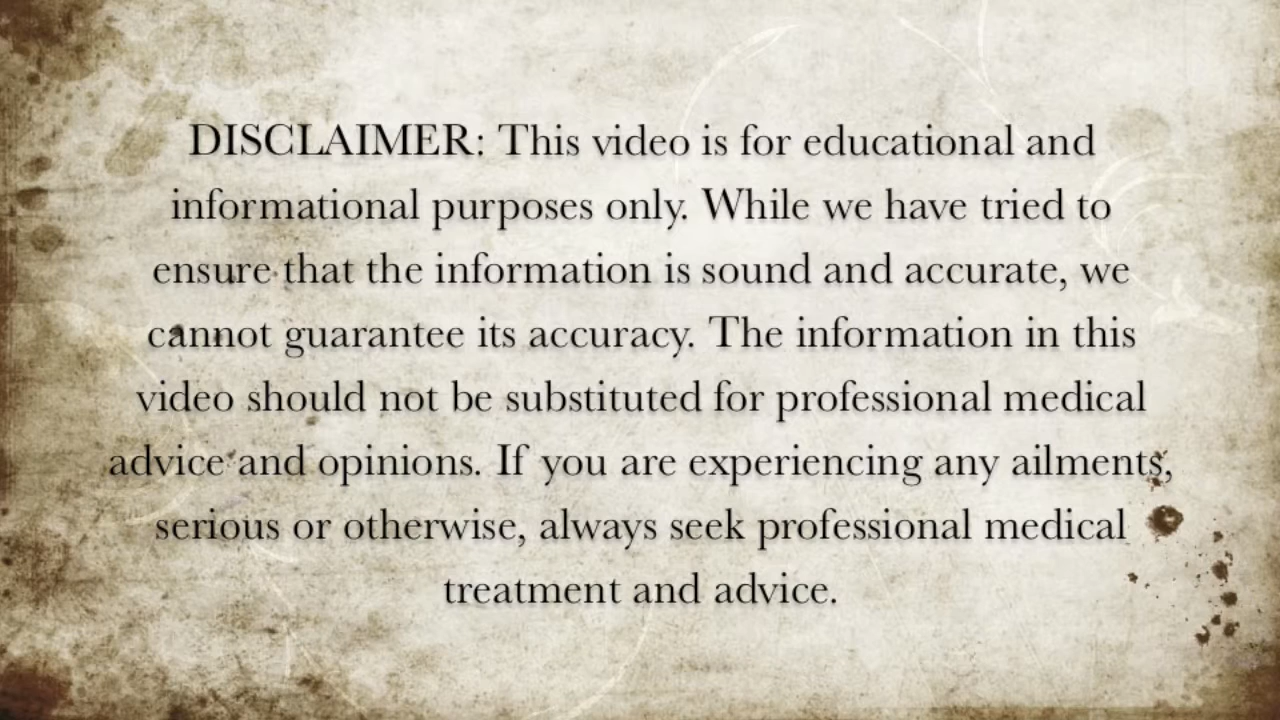 DISCLAIMER: This video is for educational and
informational purposes only. While we have tried to
ensure that the information is sound and accurate, we
cannot guarantee its accuracy. The information in this
video should not be substituted for professional medical
advice and opinions. If you are experiencing any ailments,
serious or otherwise, always seek professional medical
treatment and advice.